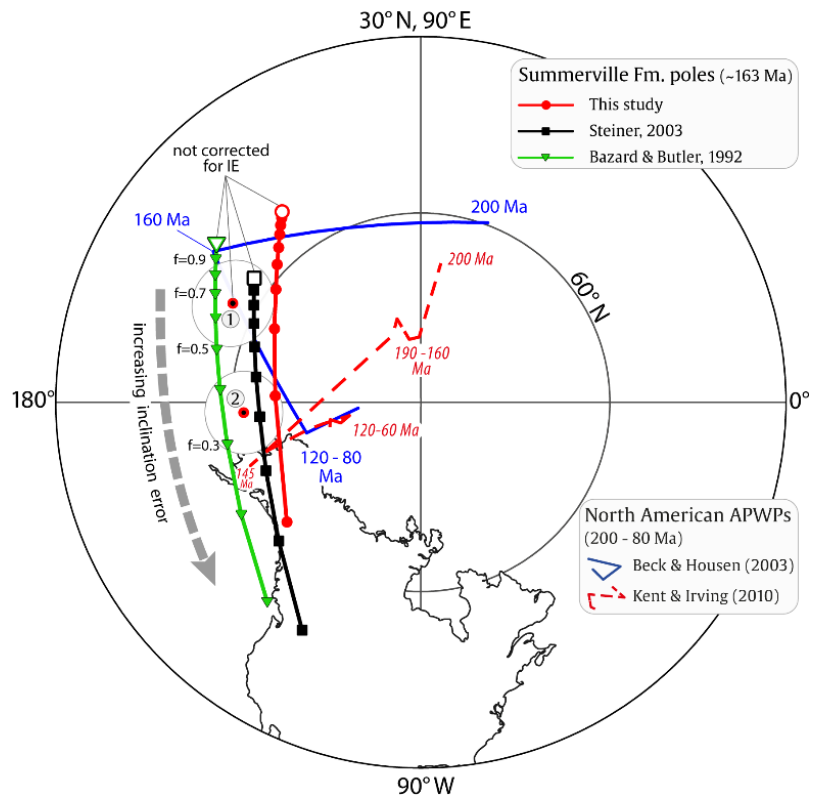 30°N, 90°E
Summerville Fm. poles (~163 Ma)
This study
Steiner, 2003
Bazard & Butler, 1992
not corrected
for IE
160 Ma
200 Ma
f=0.9
200 Ma
f=0.7
60°N
1
increasing inclination error
f=0.5
190 -160
Ma
180°
2
0°
120-60 Ma
f=0.3
120 - 80
Ma
145
Ma
North American APWPs
(200 - 80 Ma)
Beck & Housen (2003)
Kent & Irving (2010)
90°W